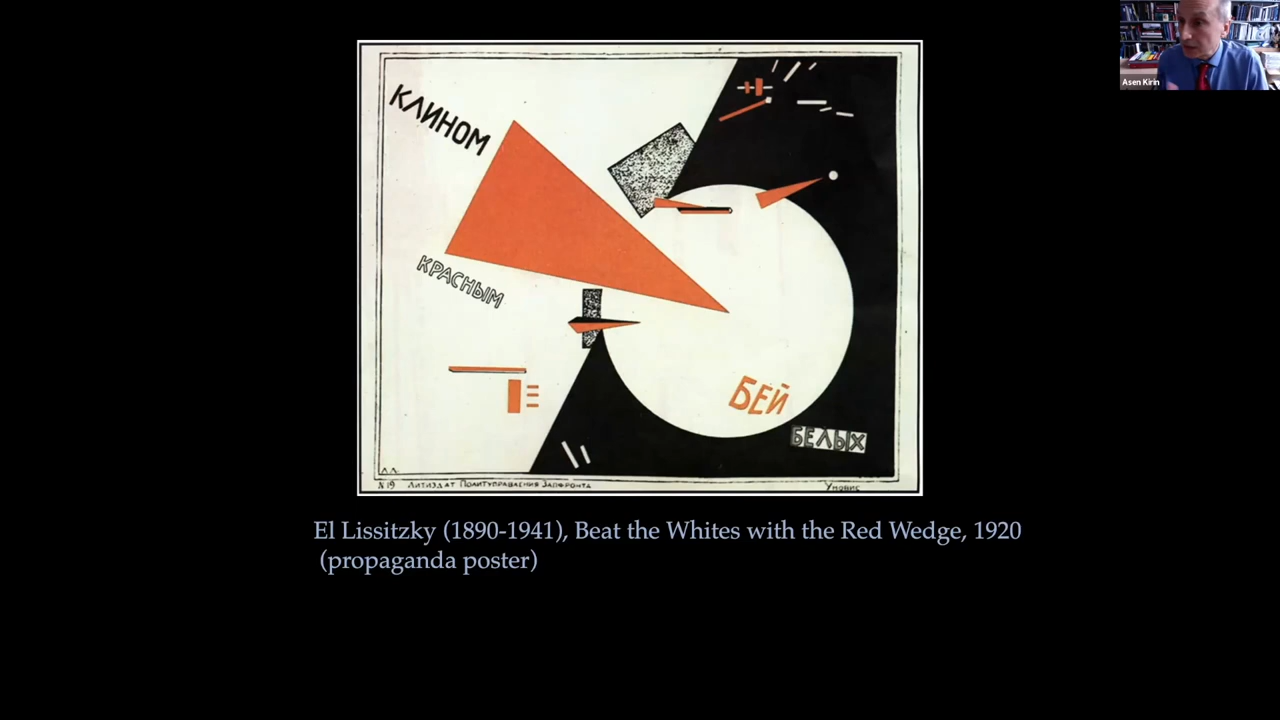 Asen Kirin
КЛИНОМ
КРАСНЫМ
БЕЙ
БЕЛЫХ
Л.Л.
№19 ЛИТИЗДАТ ПОЛИТУПРАВЛЕНИЯ ЗАПФРОНТА
УНОВИС
El Lissitzky (1890-1941), Beat the Whites with the Red Wedge, 1920
(propaganda poster)